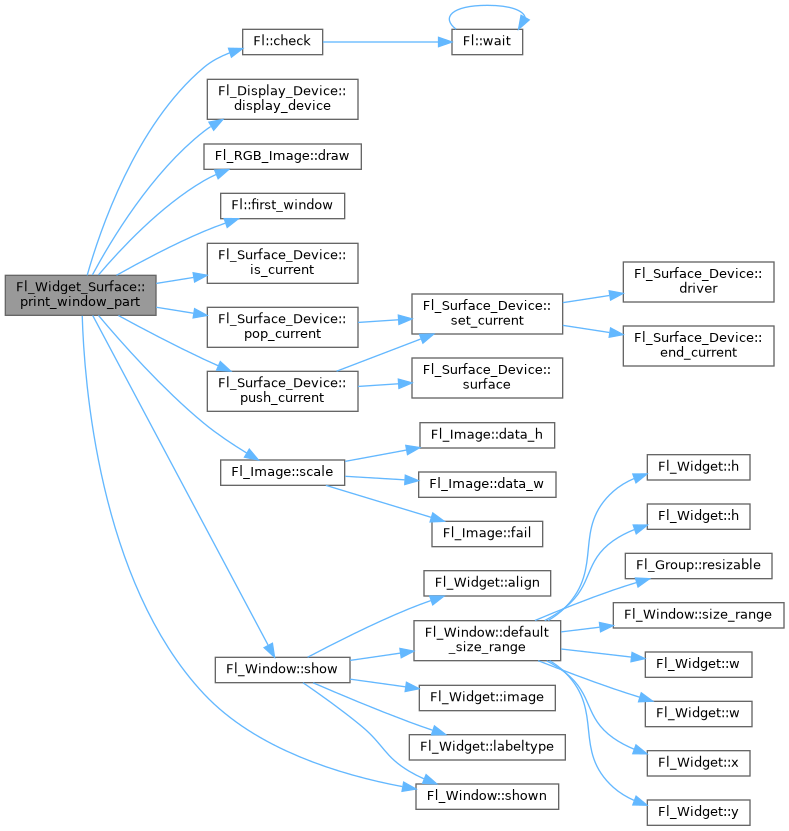 Fl_Widget_Surface::
print_window_part
Fl::check
Fl::wait
Fl_Display_Device::
display_device
Fl_RGB_Image::draw
Fl::first_window
Fl_Surface_Device::
is_current
Fl_Surface_Device::
pop_current
Fl_Surface_Device::
set_current
Fl_Surface_Device::
driver
Fl_Surface_Device::
end_current
Fl_Surface_Device::
push_current
Fl_Surface_Device::
surface
Fl_Image::scale
Fl_Image::data_h
Fl_Image::data_w
Fl_Image::fail
Fl_Window::show
Fl_Widget::align
Fl_Window::default
_size_range
Fl_Widget::h
Fl_Widget::h
Fl_Group::resizable
Fl_Window::size_range
Fl_Widget::w
Fl_Widget::w
Fl_Widget::x
Fl_Widget::y
Fl_Widget::image
Fl_Widget::labeltype
Fl_Window::shown